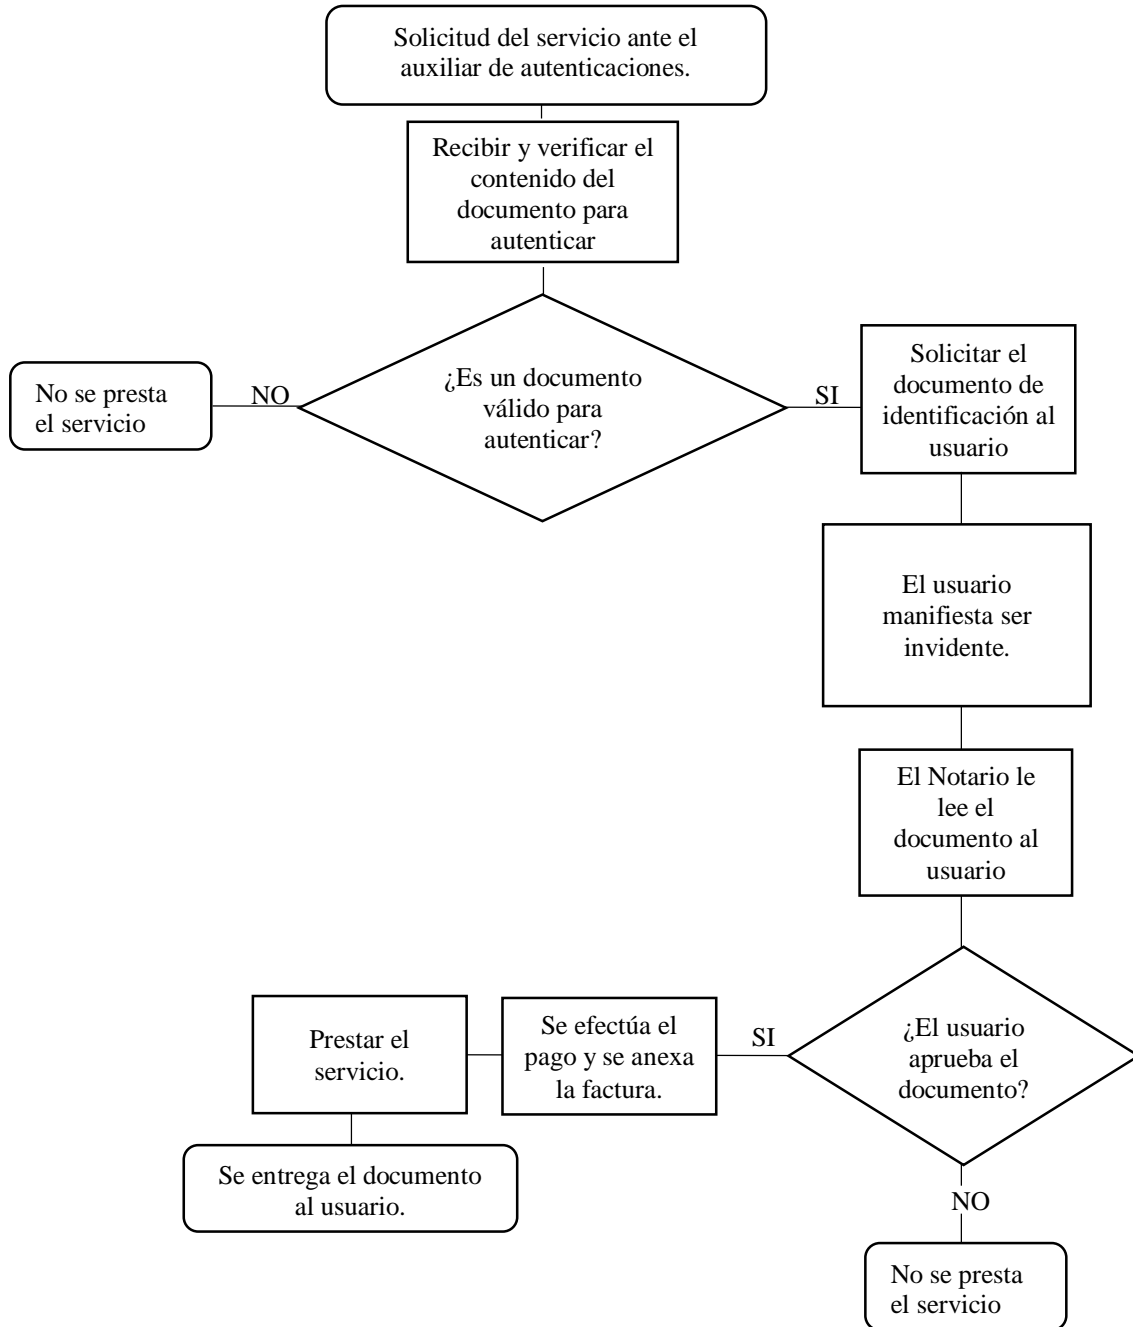 Solicitud del servicio ante el
auxiliar de autenticaciones.
Recibir y verificar el
contenido del
documento para
autenticar
¿Es un documento
válido para
autenticar?
NO
No se presta
el servicio
SI
Solicitar el
documento de
identificación al
usuario
El usuario
manifiesta ser
invidente.
El Notario le
lee el
documento al
usuario
¿El usuario
aprueba el
documento?
SI
Se efectúa el
pago y se anexa
la factura.
Prestar el
servicio.
Se entrega el documento
al usuario.
NO
No se presta
el servicio